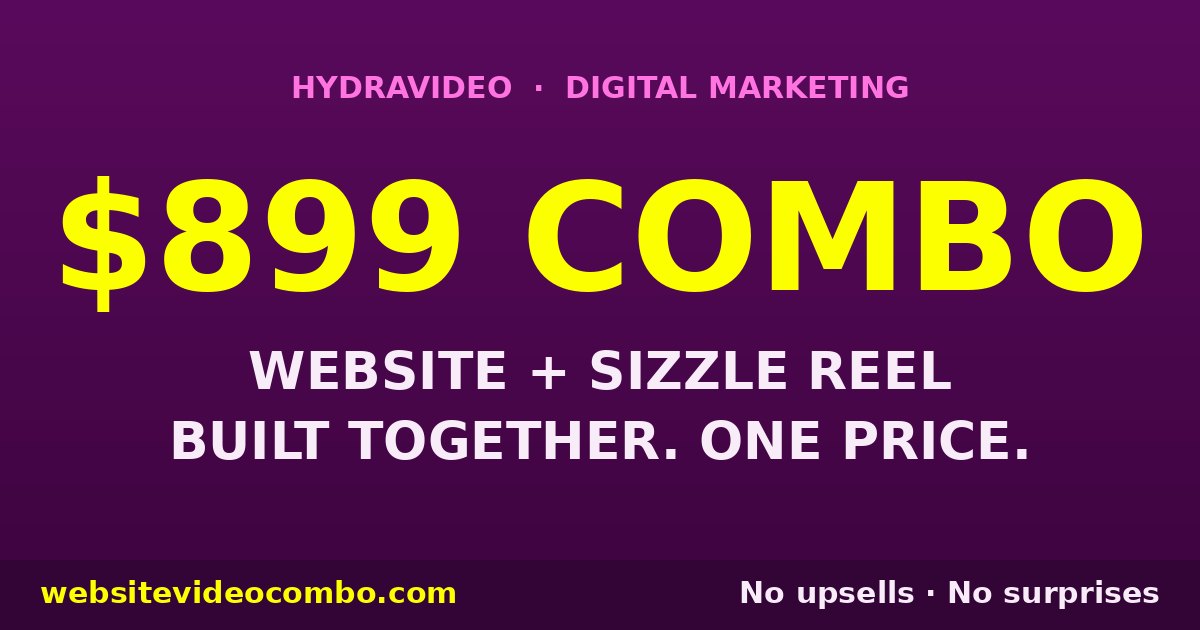 HYDRAVIDEO · DIGITAL MARKETING
$899 COMBO
WEBSITE + SIZZLE REEL
BUILT TOGETHER. ONE PRICE.
websitevideocombo.com
No upsells · No surprises